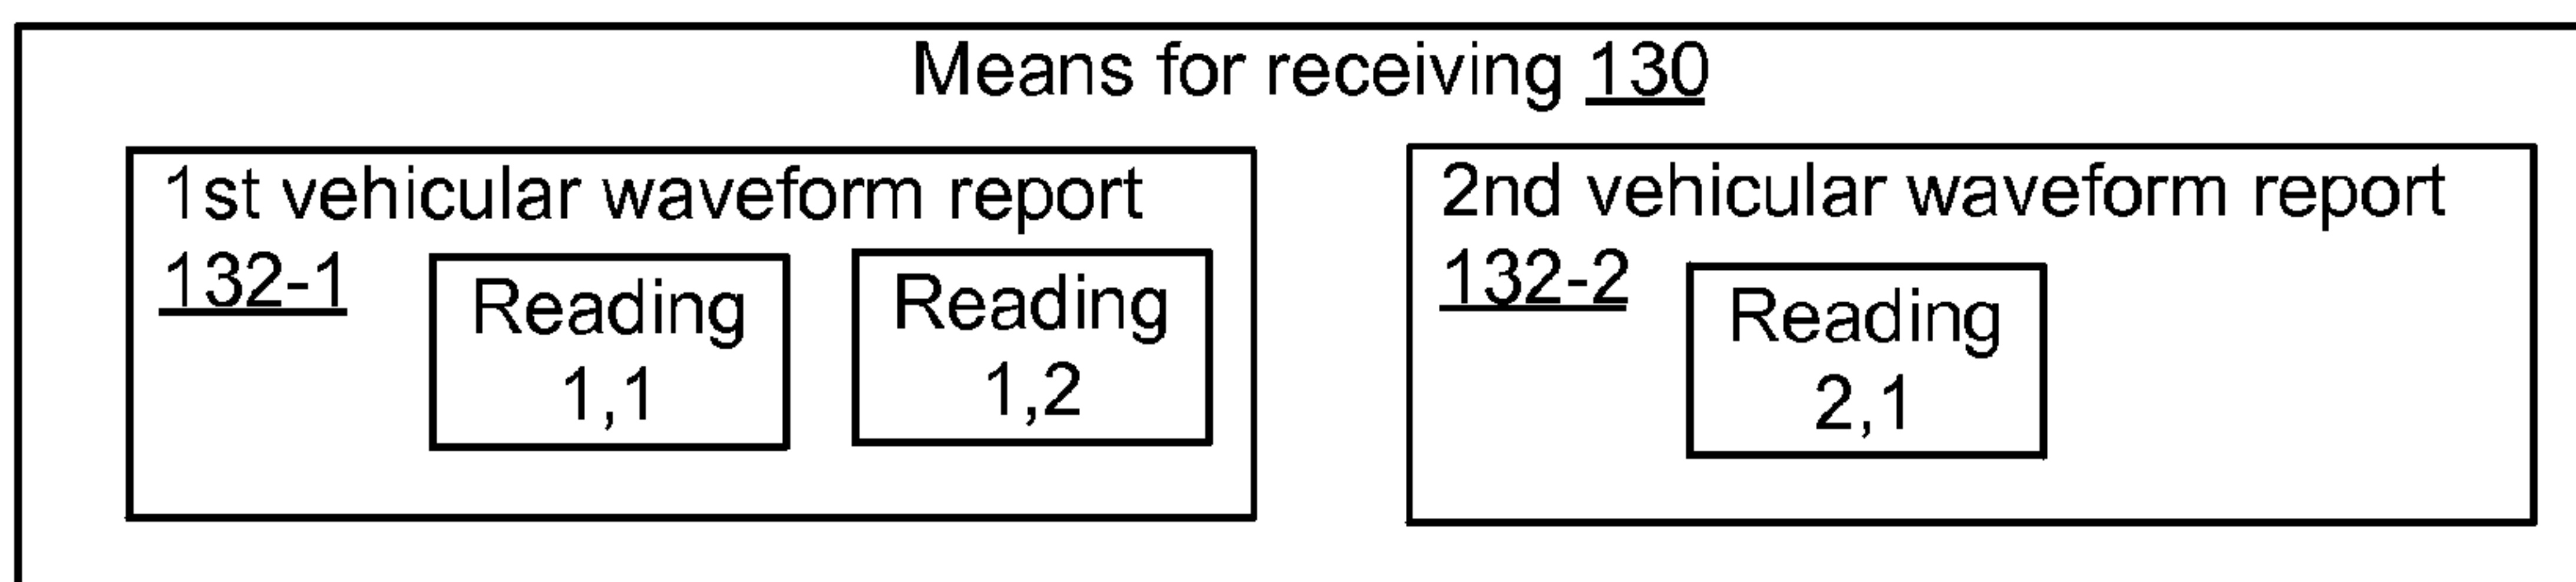 Means for receiving 130
1st vehicular waveform report
132-1
Reading
1,1
Reading
1,2
2nd vehicular waveform report
132-2
Reading
2,1